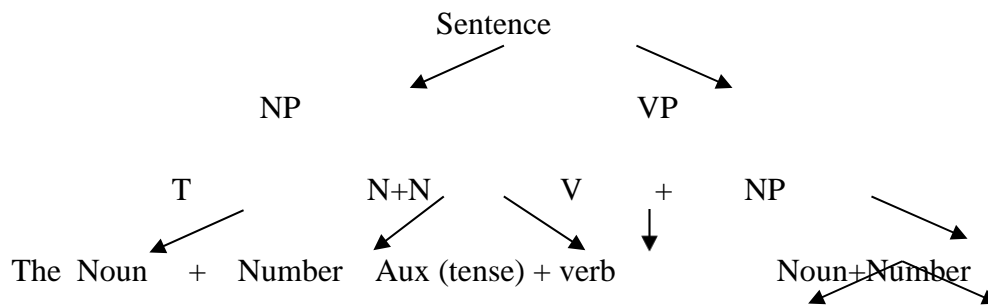 Sentence
NP VP
T N+N V + NP
The Noun + Number Aux (tense) + verb Noun+Number